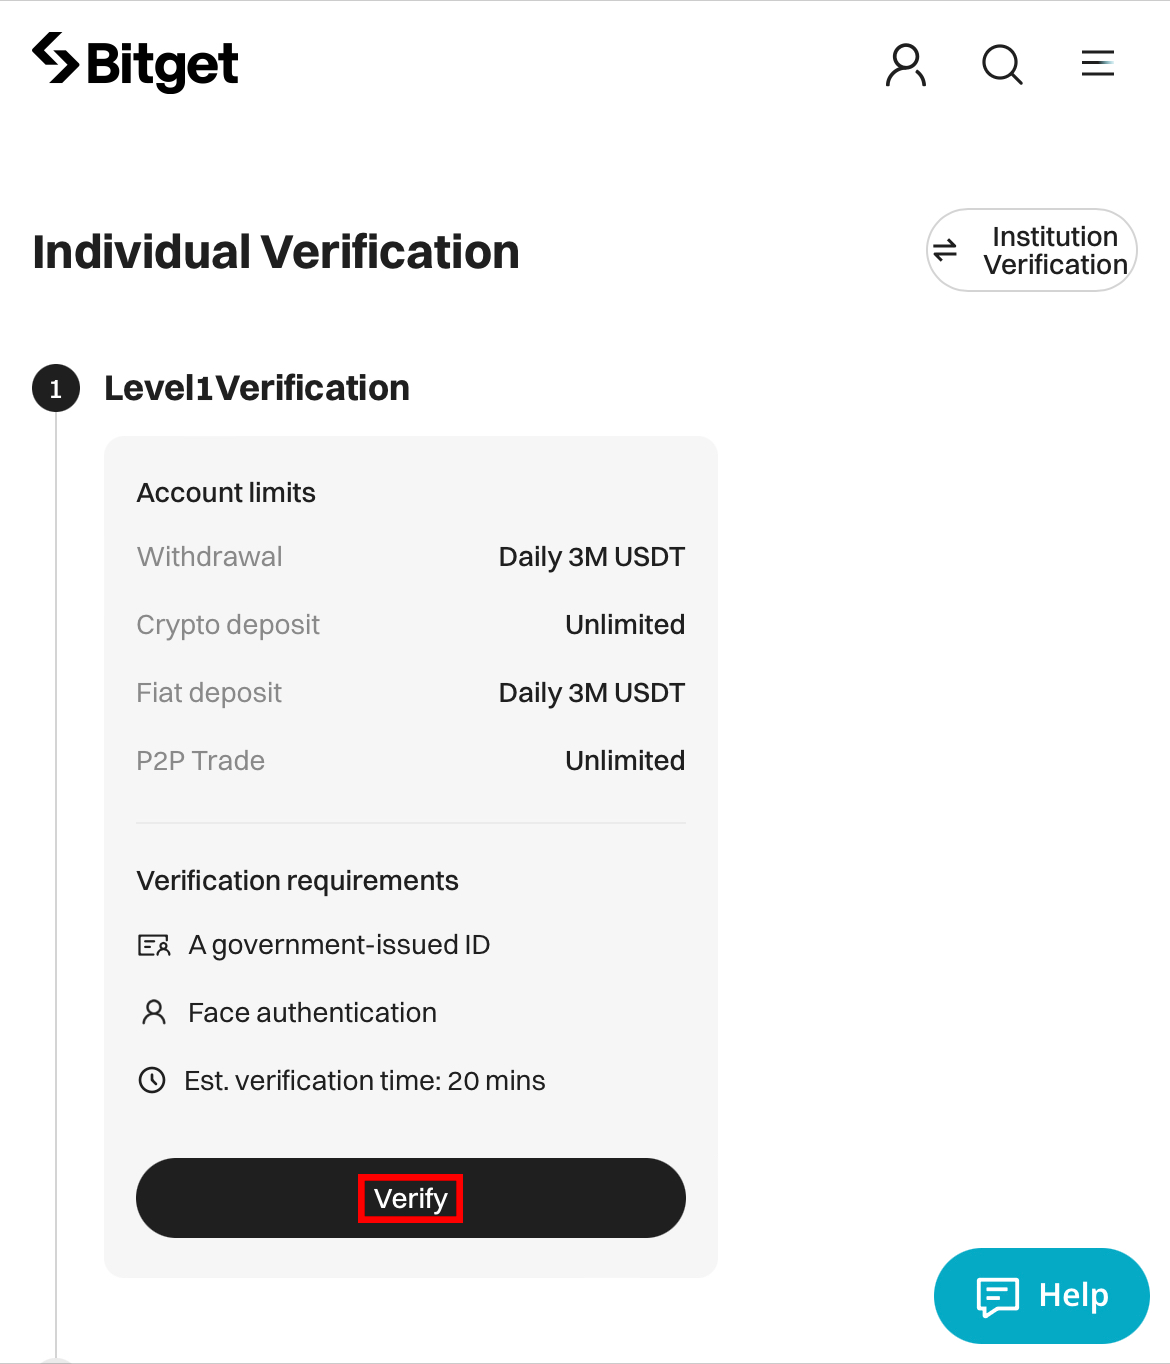 Bitget
Individual Verification
Institution
Verification
1
Level1Verification
Account limits
Withdrawal Daily 3M USDT
Crypto deposit Unlimited
Fiat deposit Daily 3M USDT
P2P Trade Unlimited
Verification requirements
A government-issued ID
Face authentication
Est. verification time: 20 mins
Verify
Help